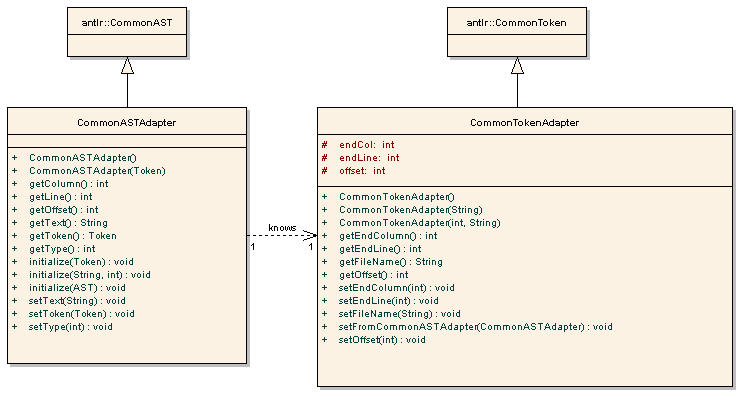 antlr::CommonAST
antlr::CommonToken
CommonASTAdapter
+ CommonASTAdapter()
+ CommonASTAdapter(Token)
+ getColumn() : int
+ getLine() : int
+ getOffset() : int
+ getText() : String
+ getToken() : Token
+ getType() : int
+ initialize(Token) : void
+ initialize(String, int) : void
+ initialize(AST) : void
+ setText(String) : void
+ setToken(Token) : void
+ setType(int) : void
knows
1
1
CommonTokenAdapter
# endCol: int
# endLine: int
# offset: int
+ CommonTokenAdapter()
+ CommonTokenAdapter(String)
+ CommonTokenAdapter(int, String)
+ getEndColumn() : int
+ getEndLine() : int
+ getFileName() : String
+ getOffset() : int
+ setEndColumn(int) : void
+ setEndLine(int) : void
+ setFileName(String) : void
+ setFromCommonASTAdapter(CommonASTAdapter) : void
+ setOffset(int) : void